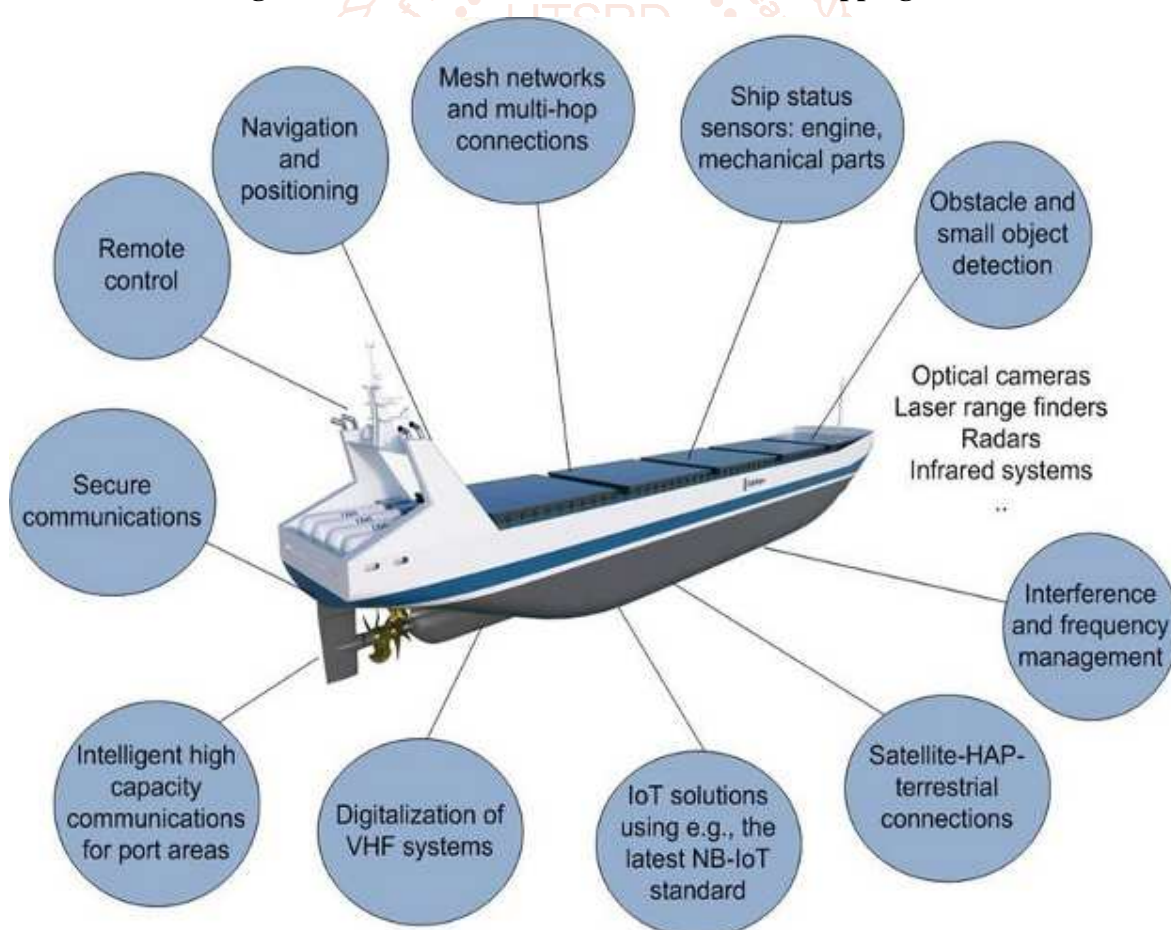 Mesh networks
and multi-hop
connections
Ship status
sensors: engine,
mechanical parts
Navigation
and
positioning
Obstacle and
small object
detection
Remote
control
Optical cameras
Laser range finders
Radars
Infrared systems
..
Secure
communications
Interference
and frequency
management
Intelligent high
capacity
communications
for port areas
Digitalization of
VHF systems
IoT solutions
using e.g., the
latest NB-IoT
standard
Satellite-HAP-
terrestrial
connections